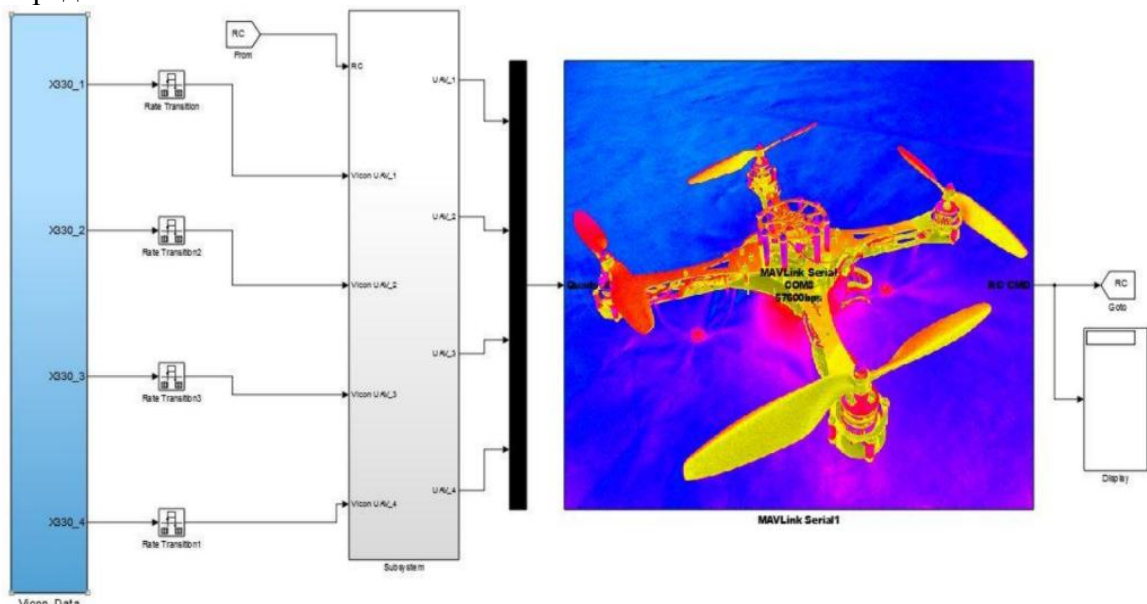 X330_1
X330_2
X330_3
X330_4
Vicon_Data
Rate Transition
Rate Transition2
Rate Transition3
Rate Transition1
RC
From
RC
Vicon UAV_1
Vicon UAV_2
Vicon UAV_3
Vicon UAV_4
UAV_1
UAV_2
UAV_3
UAV_4
Subsystem
MAVLink Serial
57600bps
RC CMD
MAVLink Serial1
RC
Goto
Display